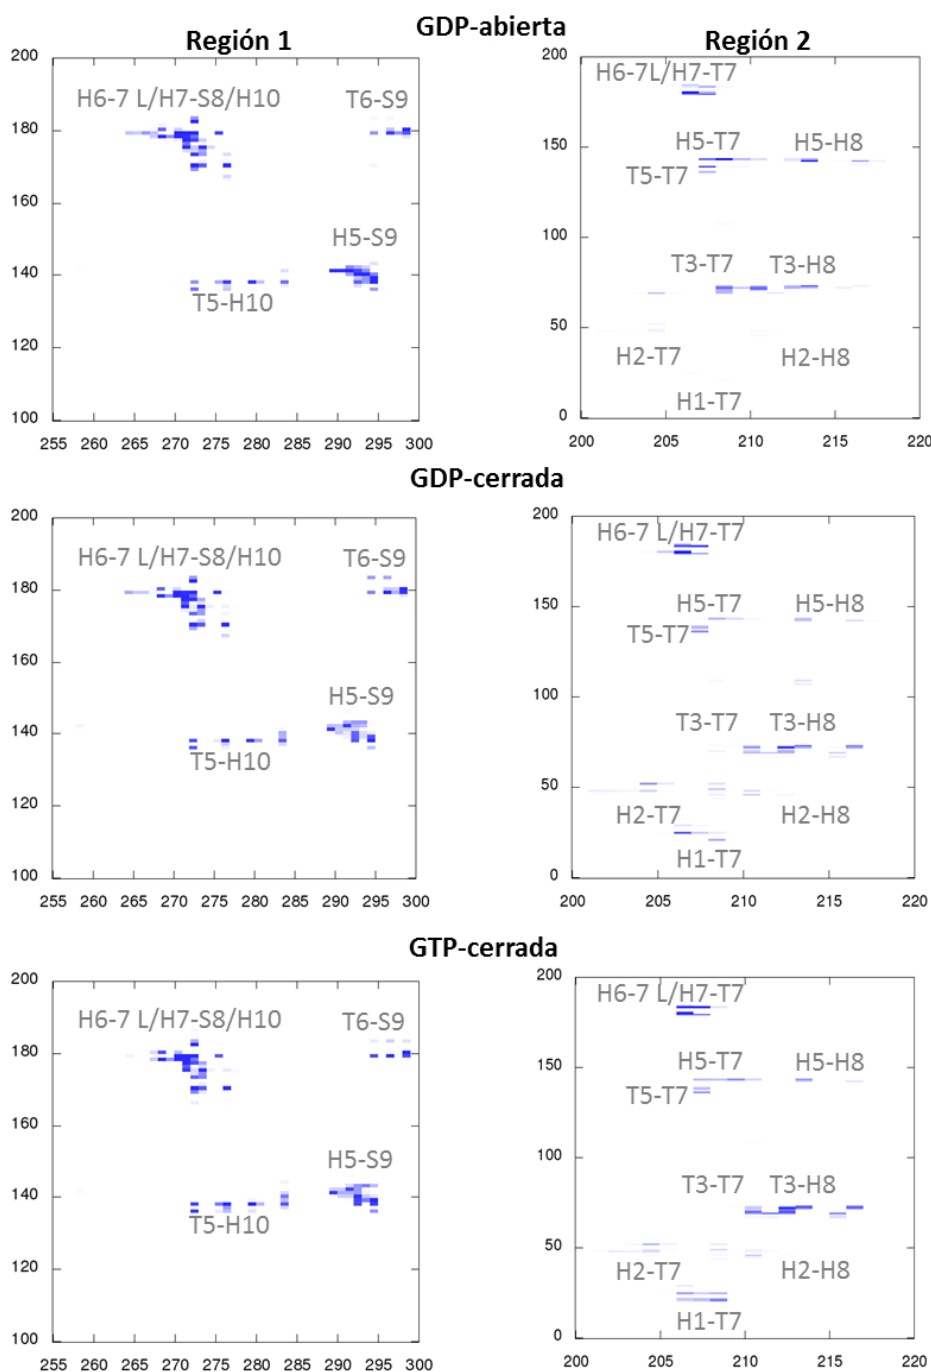 GDP-abierta
Región 1
Región 2
200
180
160
140
120
100
H6-7 L/H7-S8/H10
T6-S9
H5-S9
T5-H10
255 260 265 270 275 280 285 290 295 300
200
150
100
50
0
H6-7L/H7-T7
H5-T7
H5-H8
T5-T7
T3-T7
T3-H8
H2-T7
H2-H8
H1-T7
200 205 210 215 220
GDP-cerrada
200
180
160
140
120
100
H6-7 L/H7-S8/H10
T6-S9
H5-S9
T5-H10
255 260 265 270 275 280 285 290 295 300
200
150
100
50
0
H6-7 L/H7-T7
H5-T7
H5-H8
T5-T7
T3-T7
T3-H8
H2-T7
H2-H8
H1-T7
200 205 210 215 220
GTP-cerrada
200
180
160
140
120
100
H6-7 L/H7-S8/H10
T6-S9
H5-S9
T5-H10
255 260 265 270 275 280 285 290 295 300
200
150
100
50
0
H6-7 L/H7-T7
H5-T7
H5-H8
T5-T7
T3-T7
T3-H8
H2-T7
H2-H8
H1-T7
200 205 210 215 220